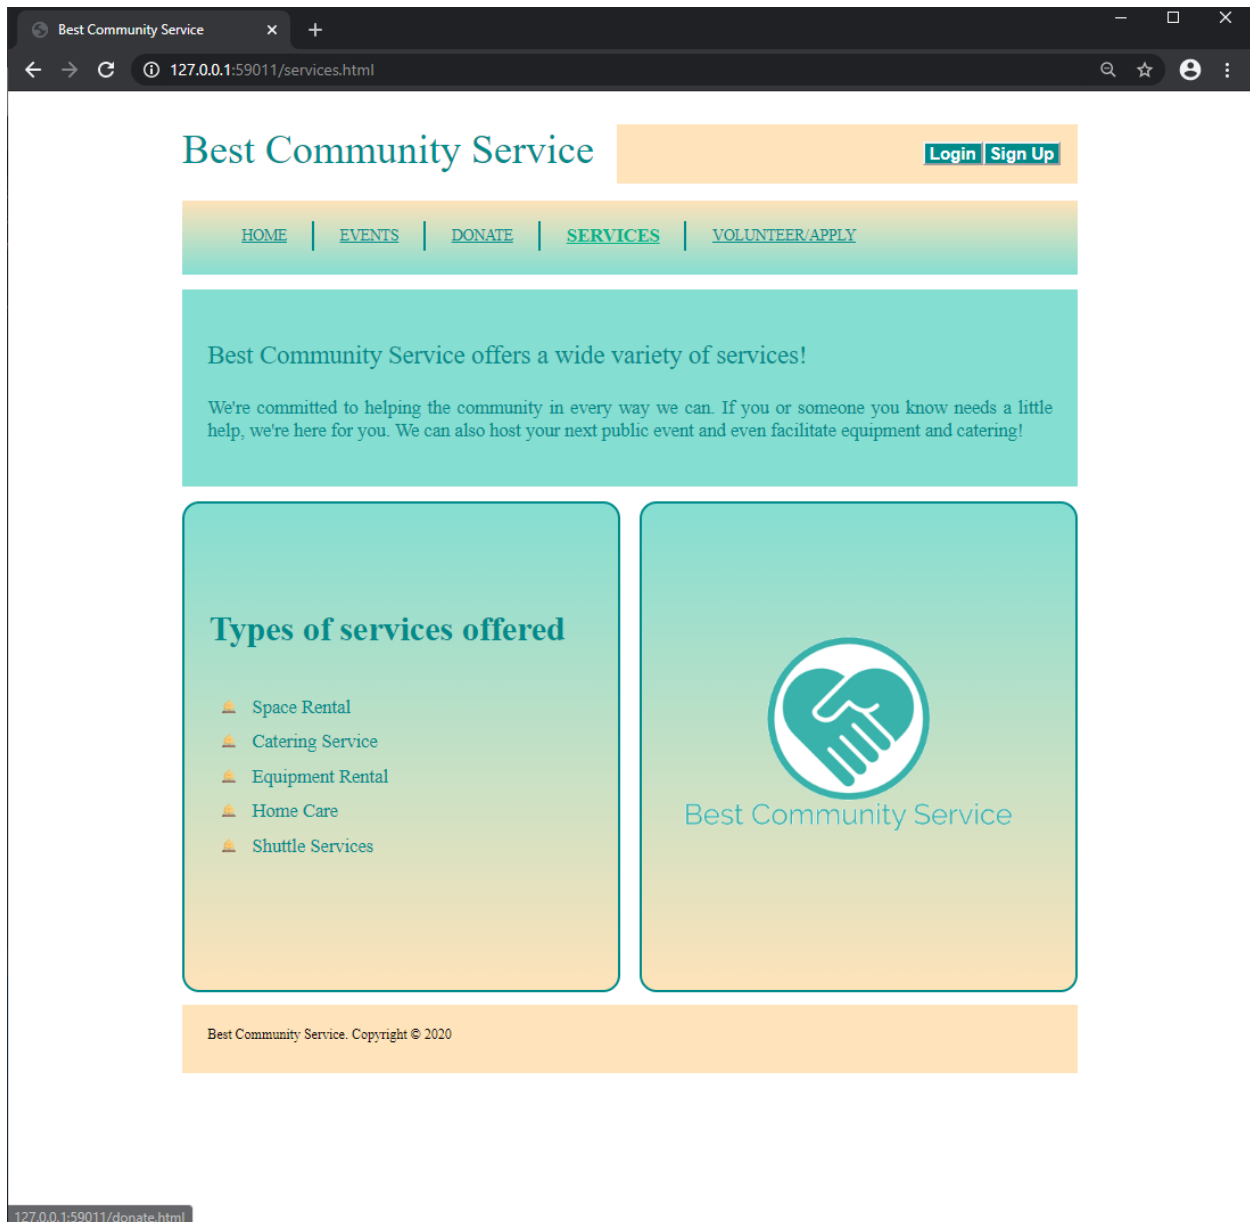 Best Community Service
127.0.0.1:59011/services.html
Best Community Service
Login Sign Up
HOME EVENTS DONATE SERVICES VOLUNTEER/APPLY
Best Community Service offers a wide variety of services!
We're committed to helping the community in every way we can. If you or someone you know needs a little
help, we're here for you. We can also host your next public event and even facilitate equipment and catering!
Types of services offered
Space Rental
Catering Service
Equipment Rental
Home Care
Shuttle Services
Best Community Service
Best Community Service. Copyright © 2020
127.0.0.1:59011/donate.html